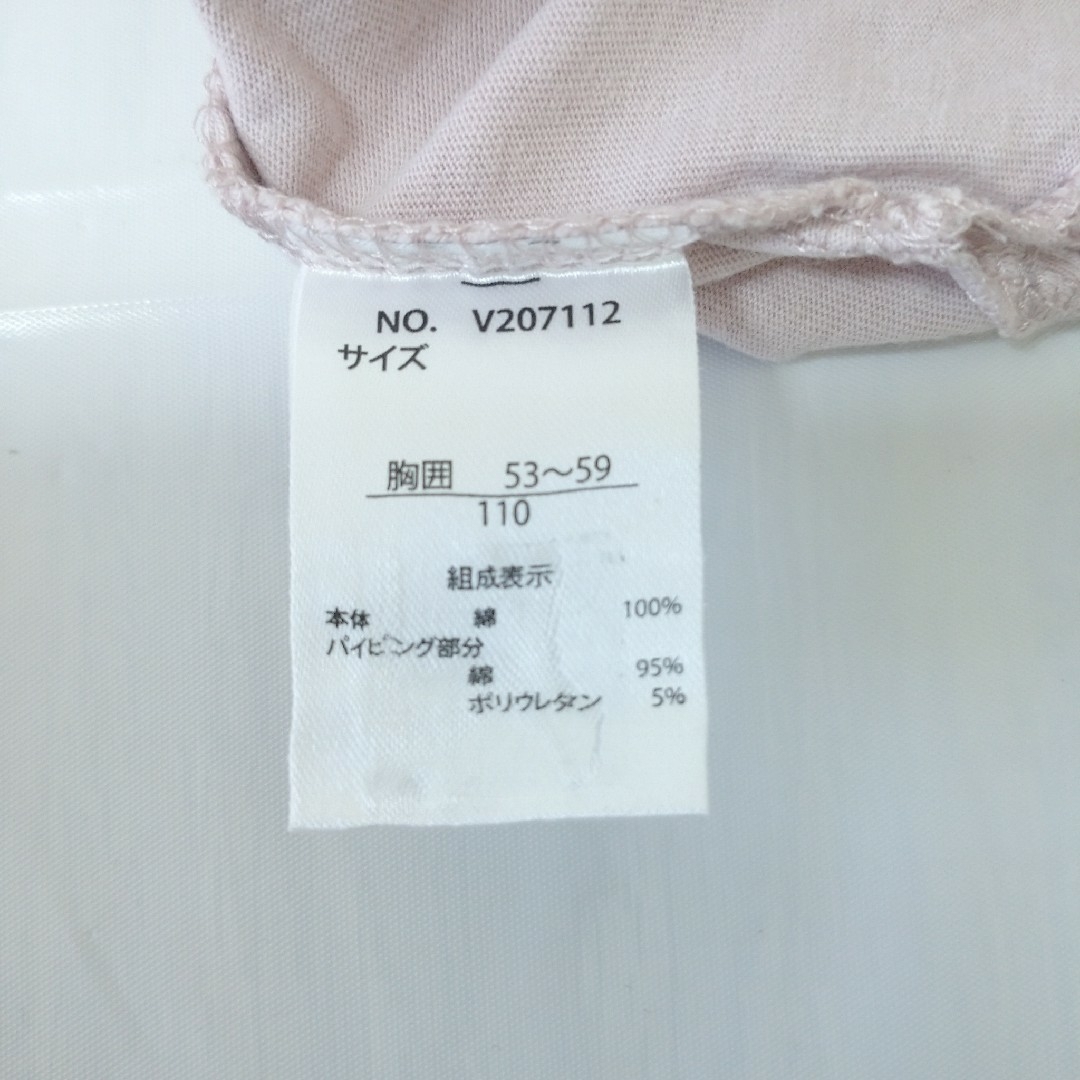 NO. V207112
サイズ
胸囲 53～59
110
組成表示
本体 綿 100%
パイピング部分
綿 95%
ポリウレタン 5%